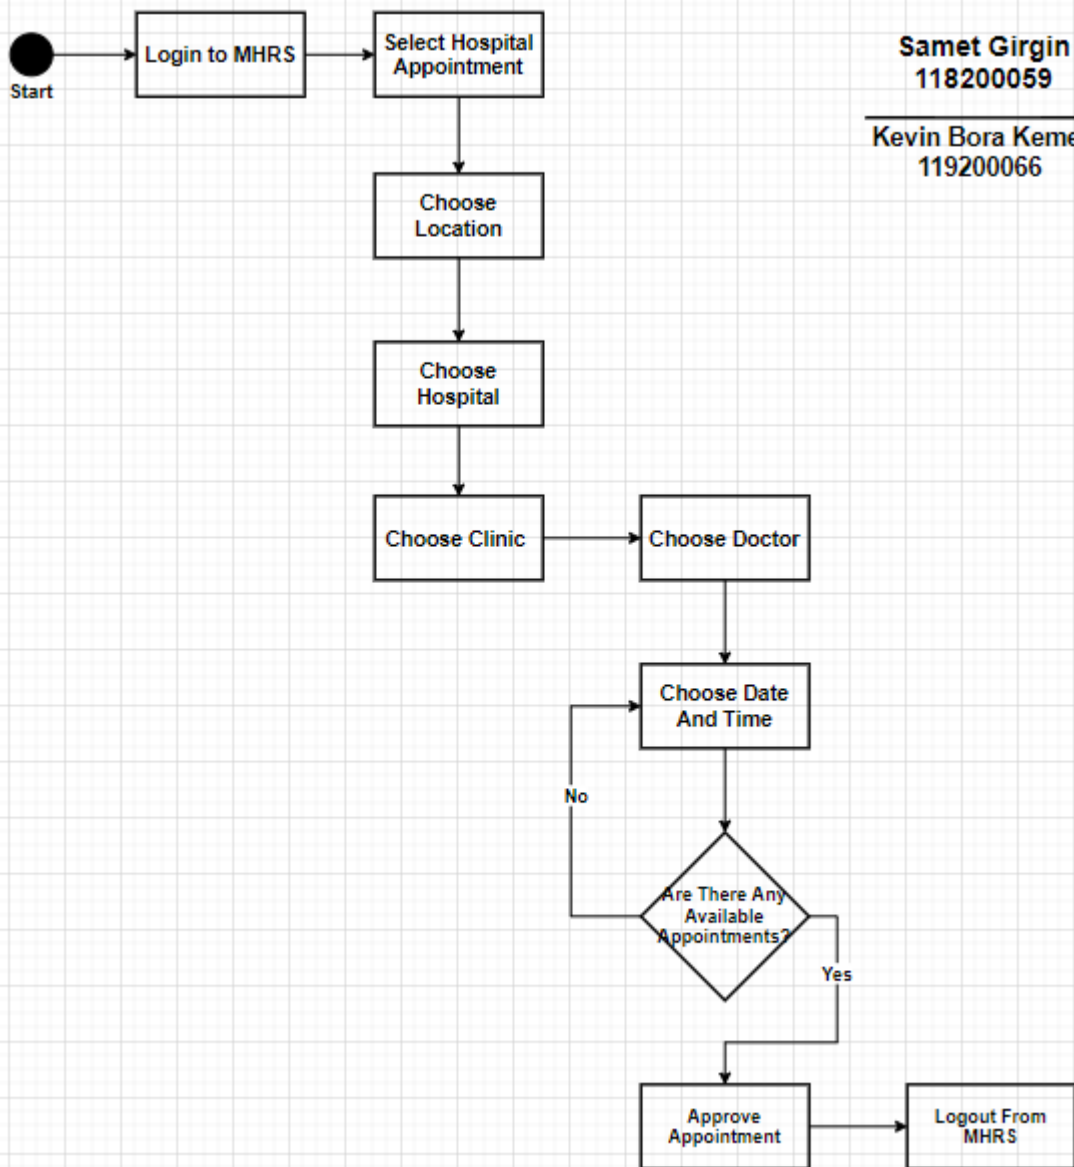 Start
Login to MHRS
Select Hospital
Appointment
Samet Girgin
118200059
Kevin Bora Keme
119200066
Choose
Location
Choose
Hospital
Choose Clinic
Choose Doctor
Choose Date
And Time
No
Are There Any
Available
Appointments?
Yes
Approve
Appointment
Logout From
MHRS